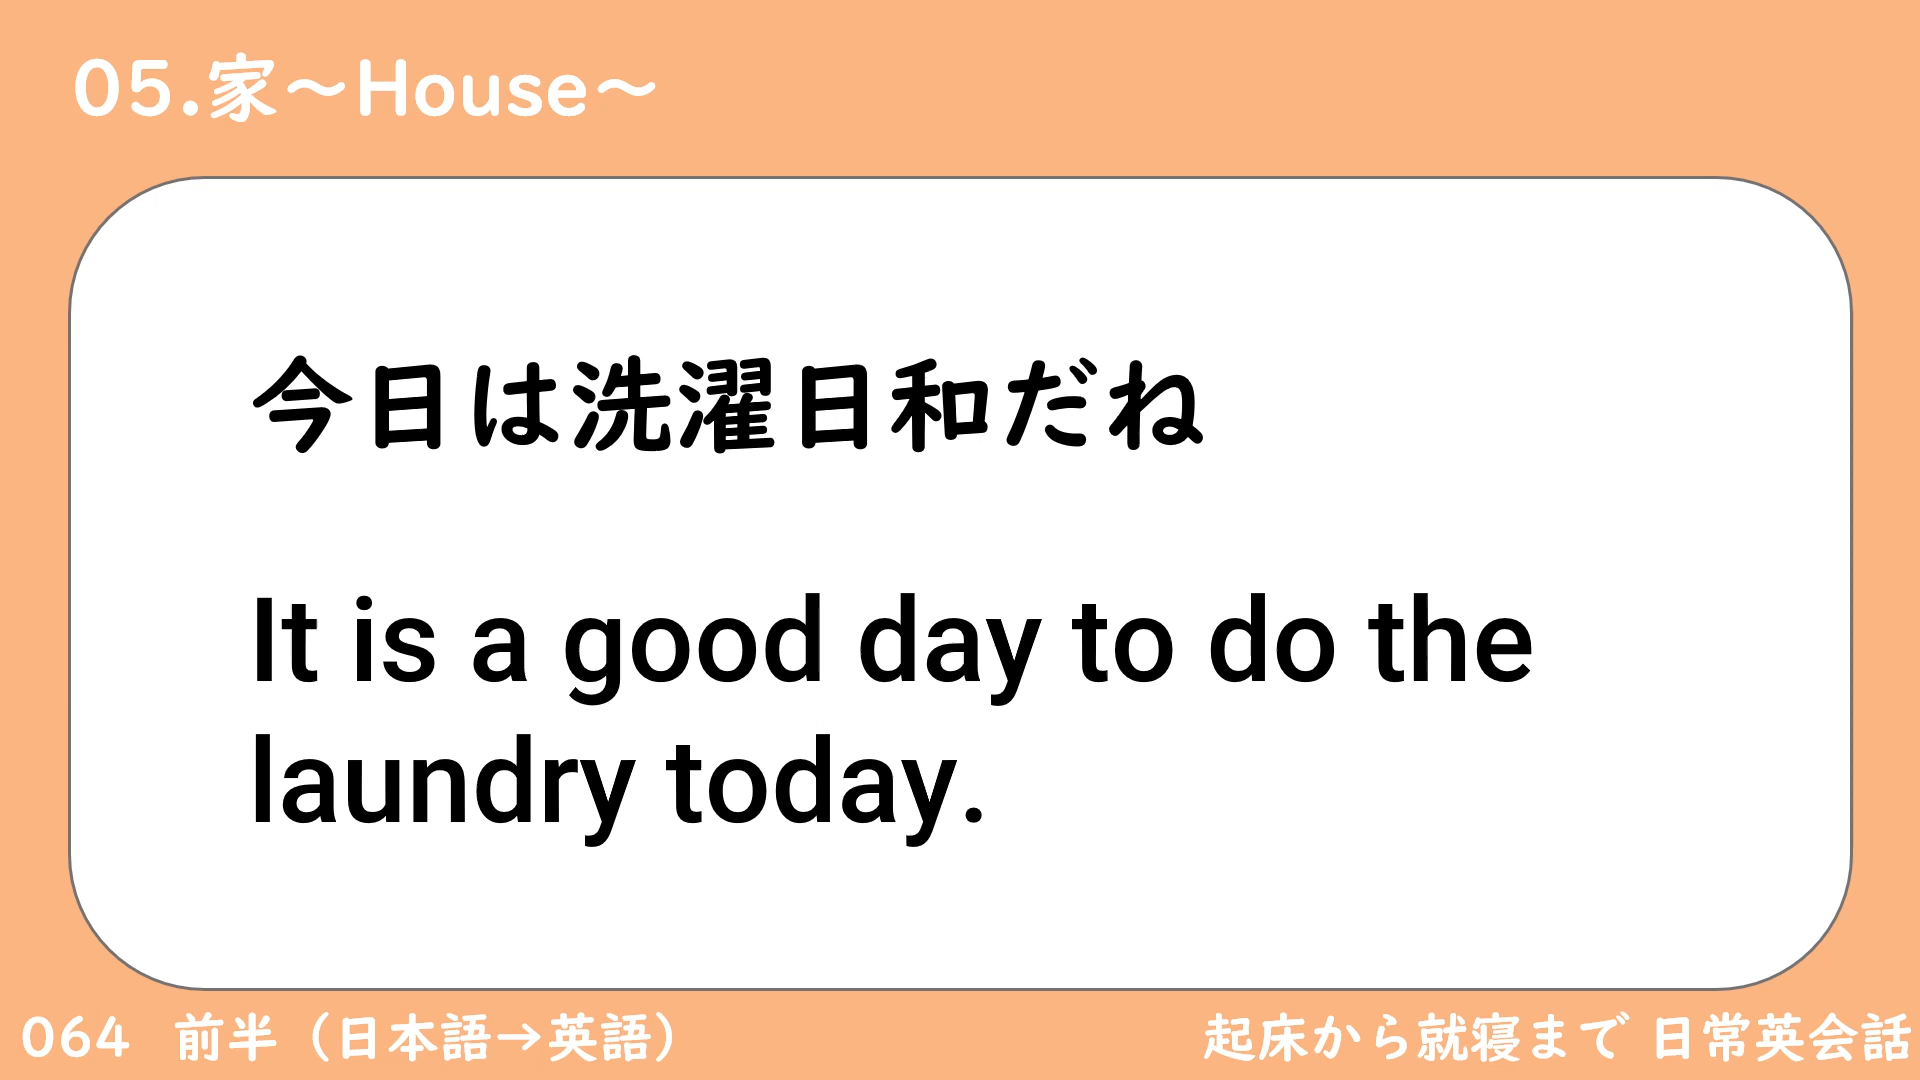 05.家～House～
今日は洗濯日和だね
It is a good day to do the
laundry today.
064 前半（日本語→英語）
起床から就寝まで 日常英会話